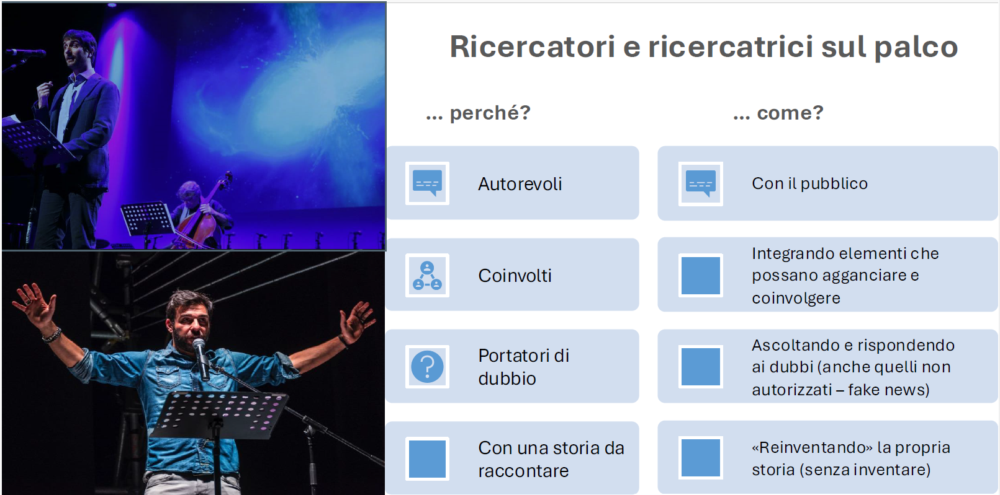 Ricercatori e ricercatrici sul palco
... perché?
Autorevoli
Coinvolti
Portatori di
dubbio
Con una storia da
raccontare
... come?
Con il pubblico
Integrando elementi che
possano agganciare e
coinvolgere
Ascoltando e rispondendo
ai dubbi (anche quelli non
autorizzati – fake news)
«Reinventando» la propria
storia (senza inventare)